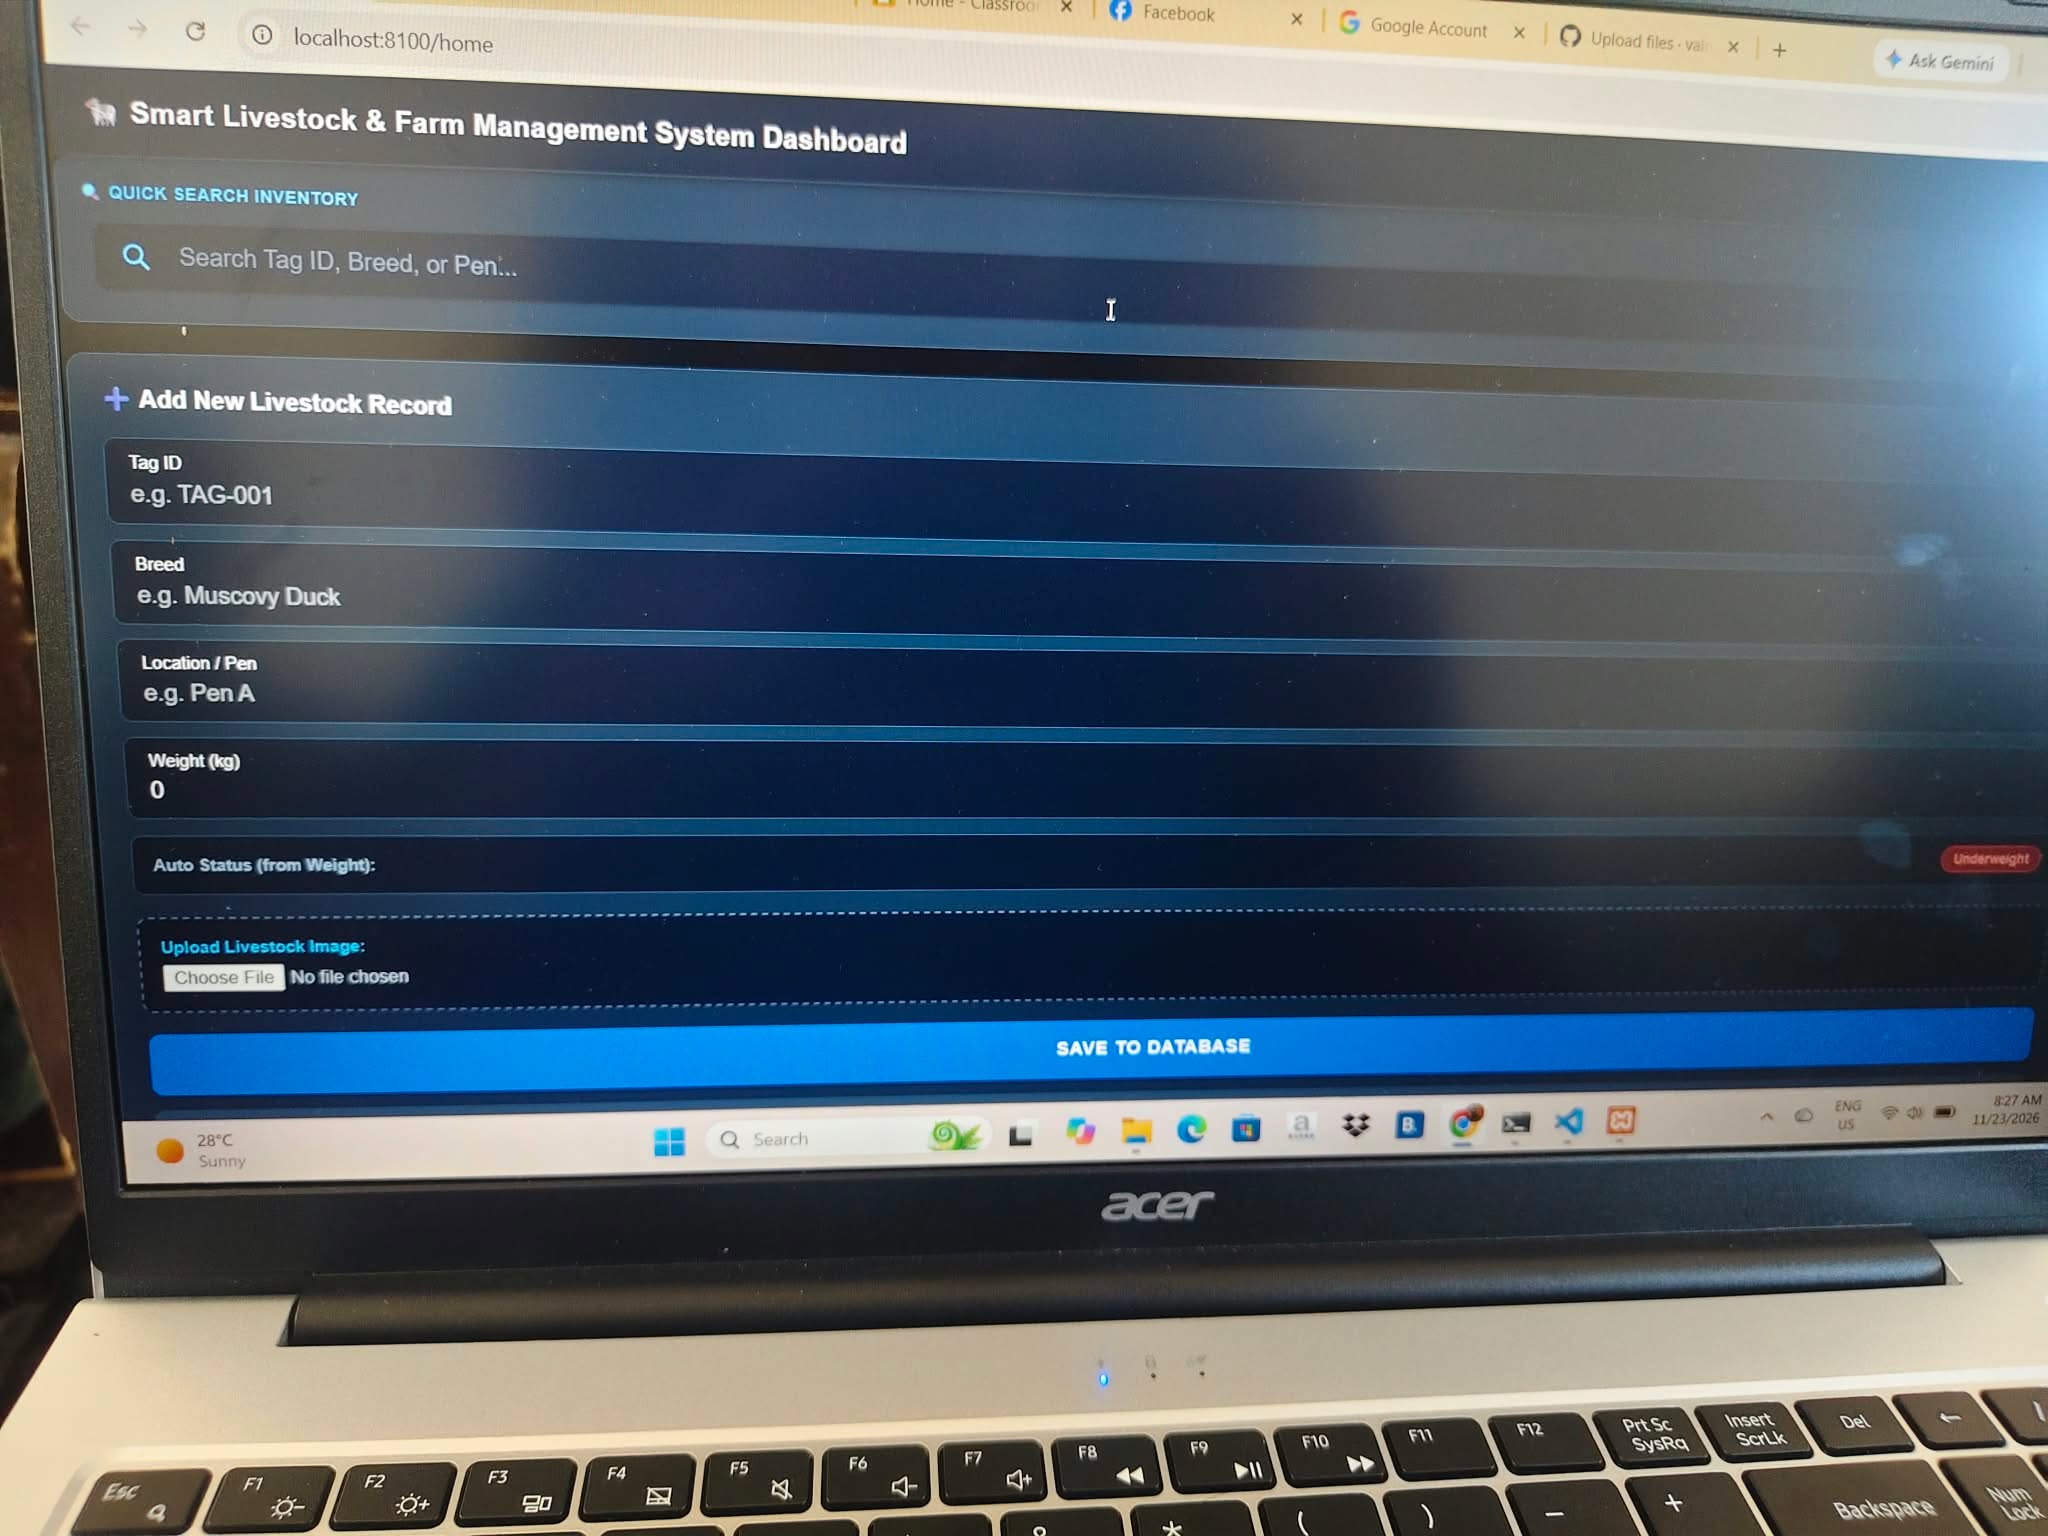 Home - Classroo
Facebook
Google Account
Upload files · vai
Ask Gemini
localhost:8100/home
Smart Livestock & Farm Management System Dashboard
QUICK SEARCH INVENTORY
Search Tag ID, Breed, or Pen...
Add New Livestock Record
Tag ID
e.g. TAG-001
Breed
e.g. Muscovy Duck
Location / Pen
e.g. Pen A
Weight (kg)
0
Auto Status (from Weight):
Underweight
Upload Livestock Image:
Choose File No file chosen
SAVE TO DATABASE
28°C
Sunny
Search
B.
ENG
US
8:27 AM
11/23/2026
acer
Esc
F1
F2
F3
F4
F5
F6
F7
F8
F9
F10
F11
F12
Prt Sc
SysRq
Insert
ScrLk
Del
*
(
)
–
+
Backspace
Num
Lock